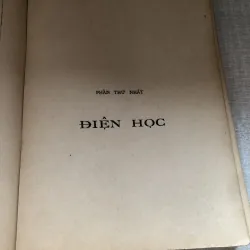 PHẦN THỨ NHẤT
ĐIỆN HỌC